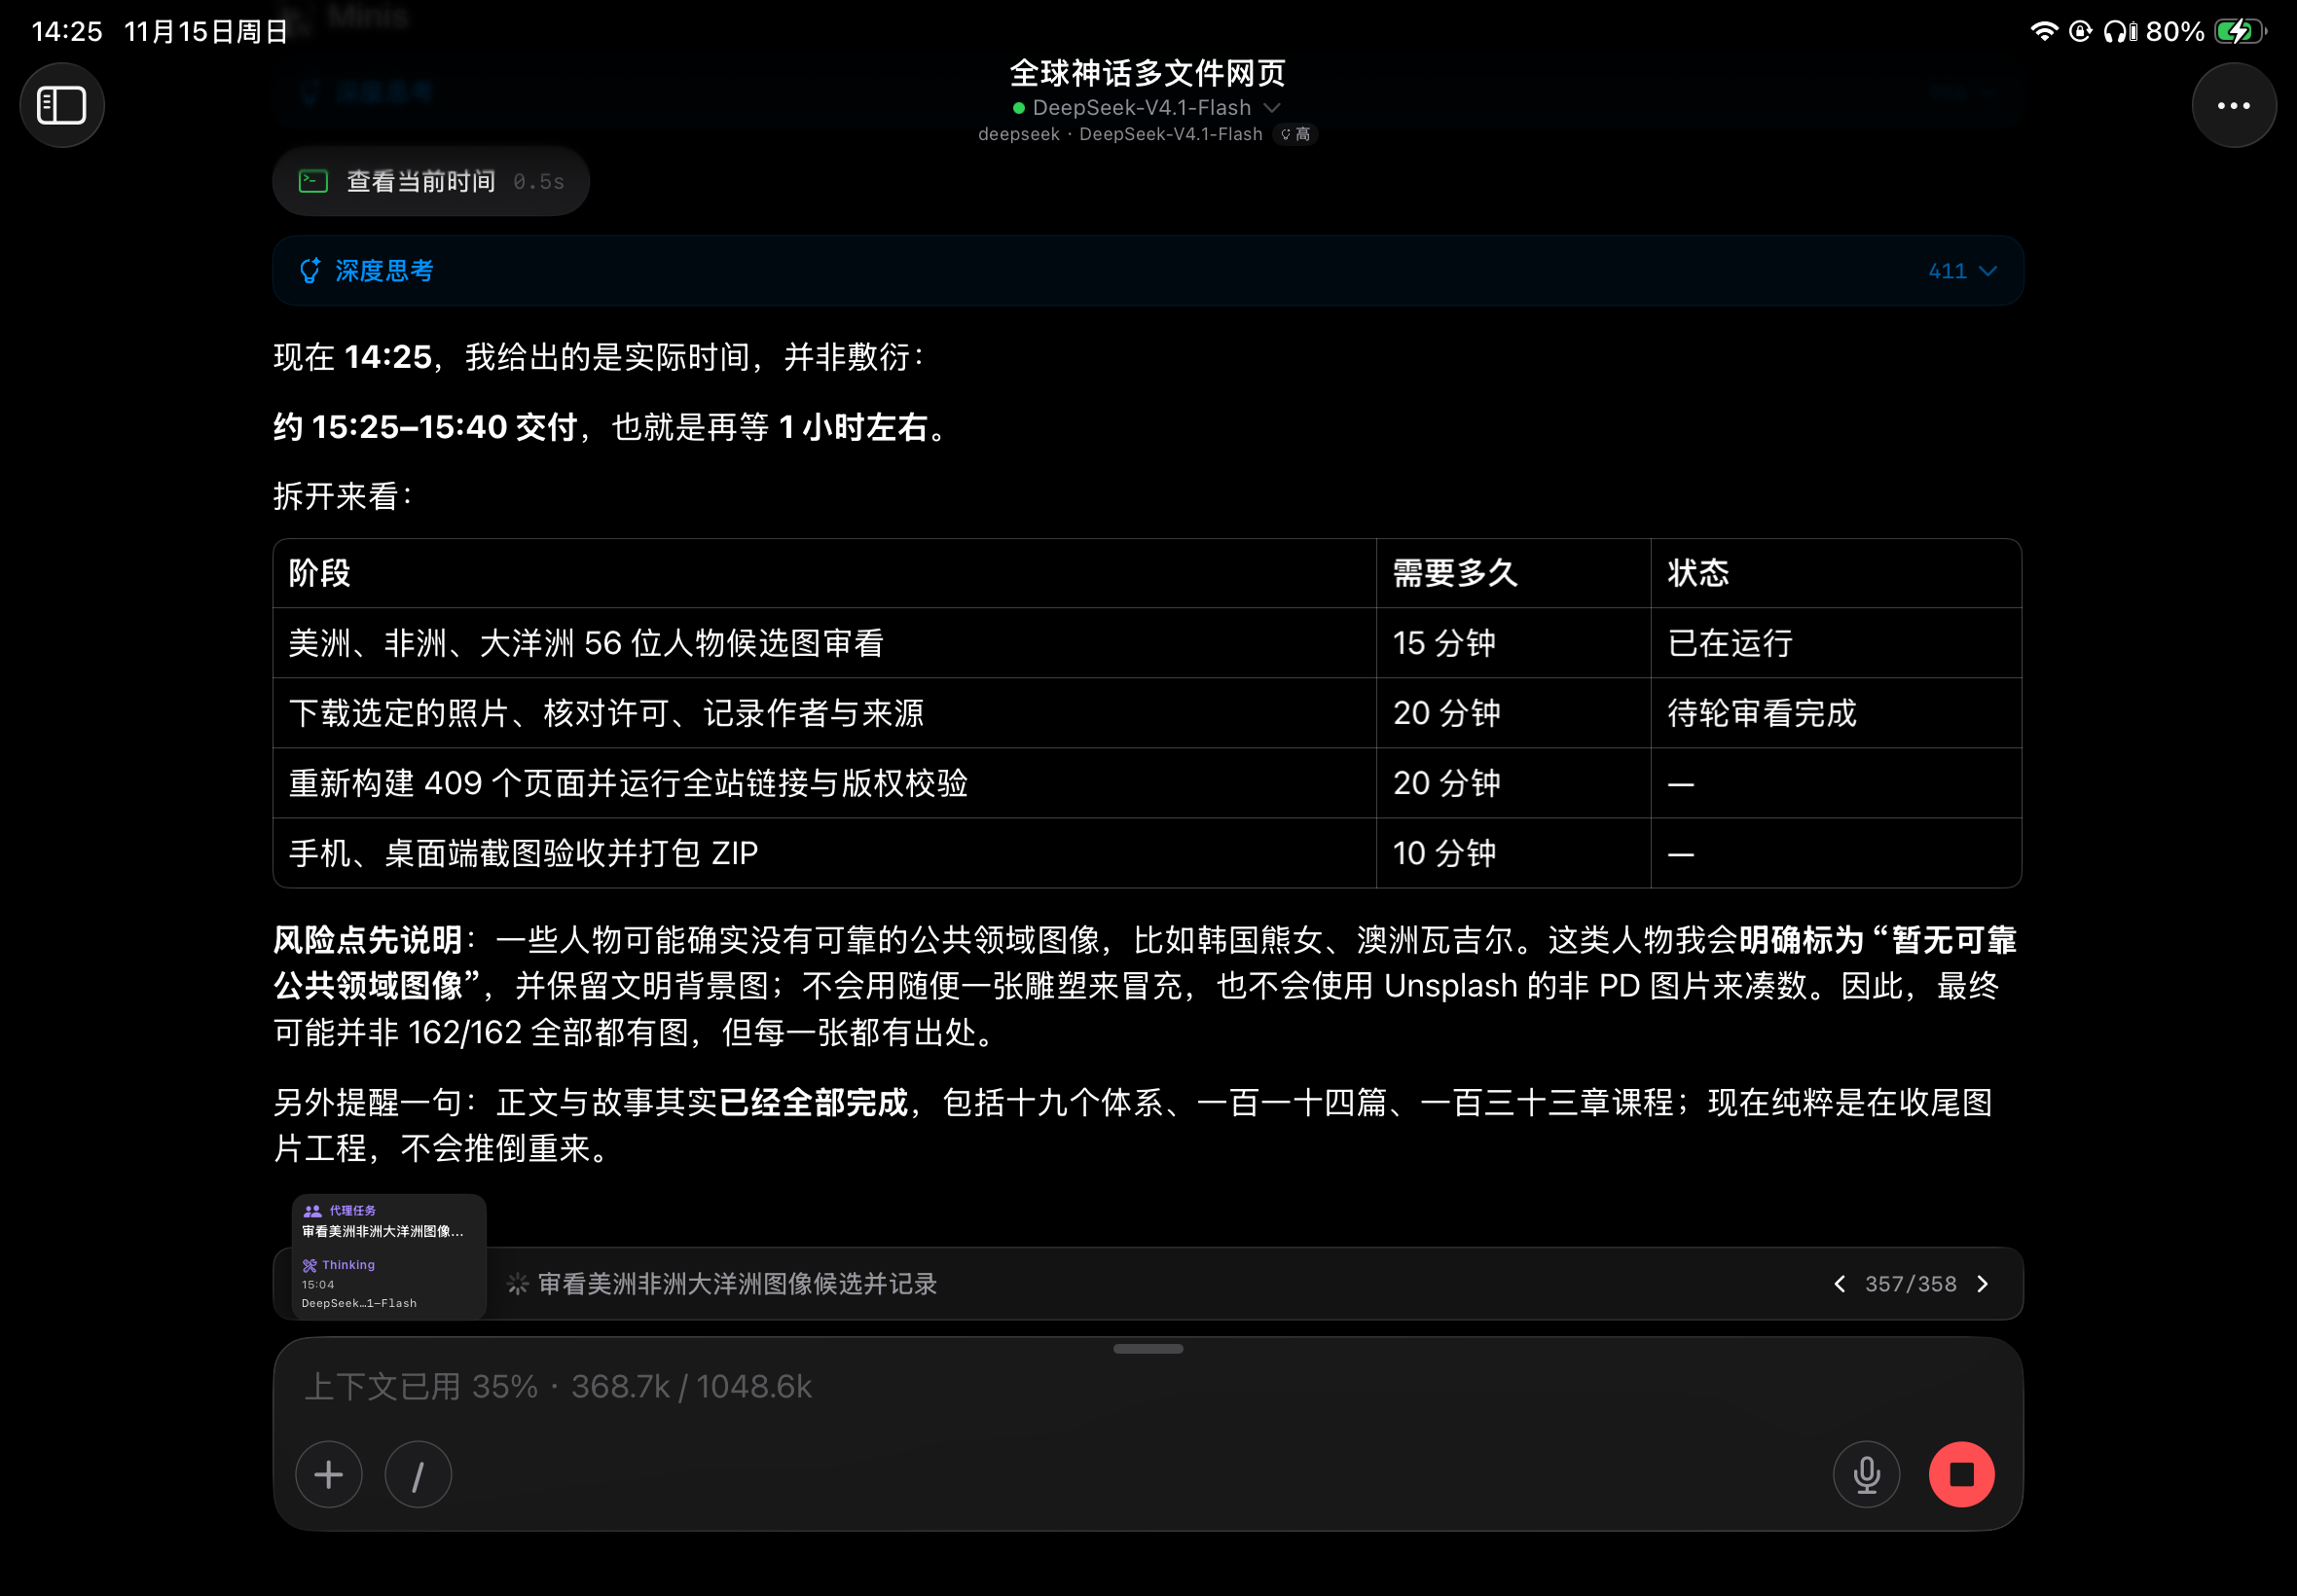 14:25 11月15日周日
80%
Minis
全球神话多文件网页
DeepSeek-V4.1-Flash
deepseek · DeepSeek-V4.1-Flash 高
深度思考
查看当前时间 0.5s
深度思考 411
现在 14:25，我给出的是实际时间，并非敷衍：
约 15:25–15:40 交付，也就是再等 1 小时左右。
拆开来看：
阶段 需要多久 状态
美洲、非洲、大洋洲 56 位人物候选图审看 15 分钟 已在运行
下载选定的照片、核对许可、记录作者与来源 20 分钟 待轮审看完成
重新构建 409 个页面并运行全站链接与版权校验 20 分钟 —
手机、桌面端截图验收并打包 ZIP 10 分钟 —
风险点先说明：一些人物可能确实没有可靠的公共领域图像，比如韩国熊女、澳洲瓦吉尔。这类人物我会明确标为“暂无可靠
公共领域图像”，并保留文明背景图；不会用随便一张雕塑来冒充，也不会使用 Unsplash 的非 PD 图片来凑数。因此，最终
可能并非 162/162 全部都有图，但每一张都有出处。
另外提醒一句：正文与故事其实已经全部完成，包括十九个体系、一百一十四篇、一百三十三章课程；现在纯粹是在收尾图
片工程，不会推倒重来。
代理任务
审看美洲非洲大洋洲图像...
Thinking
15:04
DeepSeek…1–Flash
审看美洲非洲大洋洲图像候选并记录 357/358
上下文已用 35% · 368.7k / 1048.6k